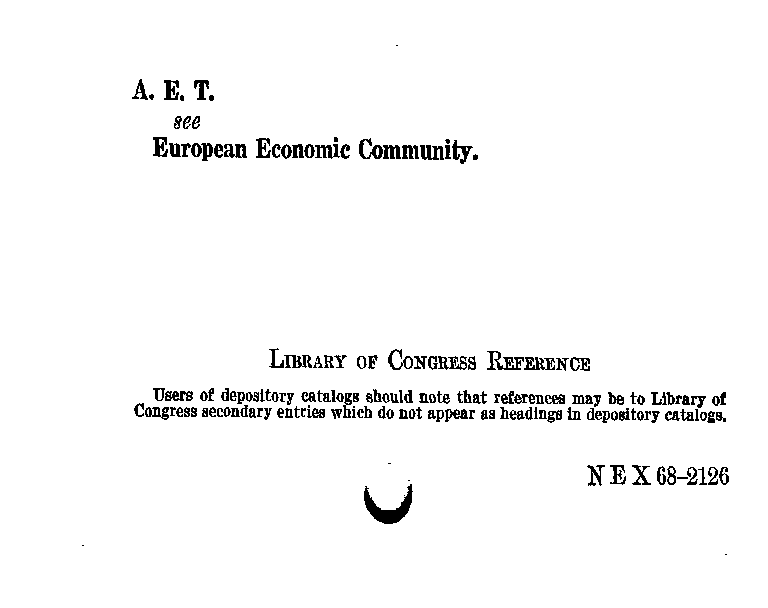 A. E. T.
see
European Economic Community.
LIBRARY OF CONGRESS REFERENCE
Users of depository catalogs should note that references may be to Library of
Congress secondary entries which do not appear as headings in depository catalogs.
N E X 68–2126